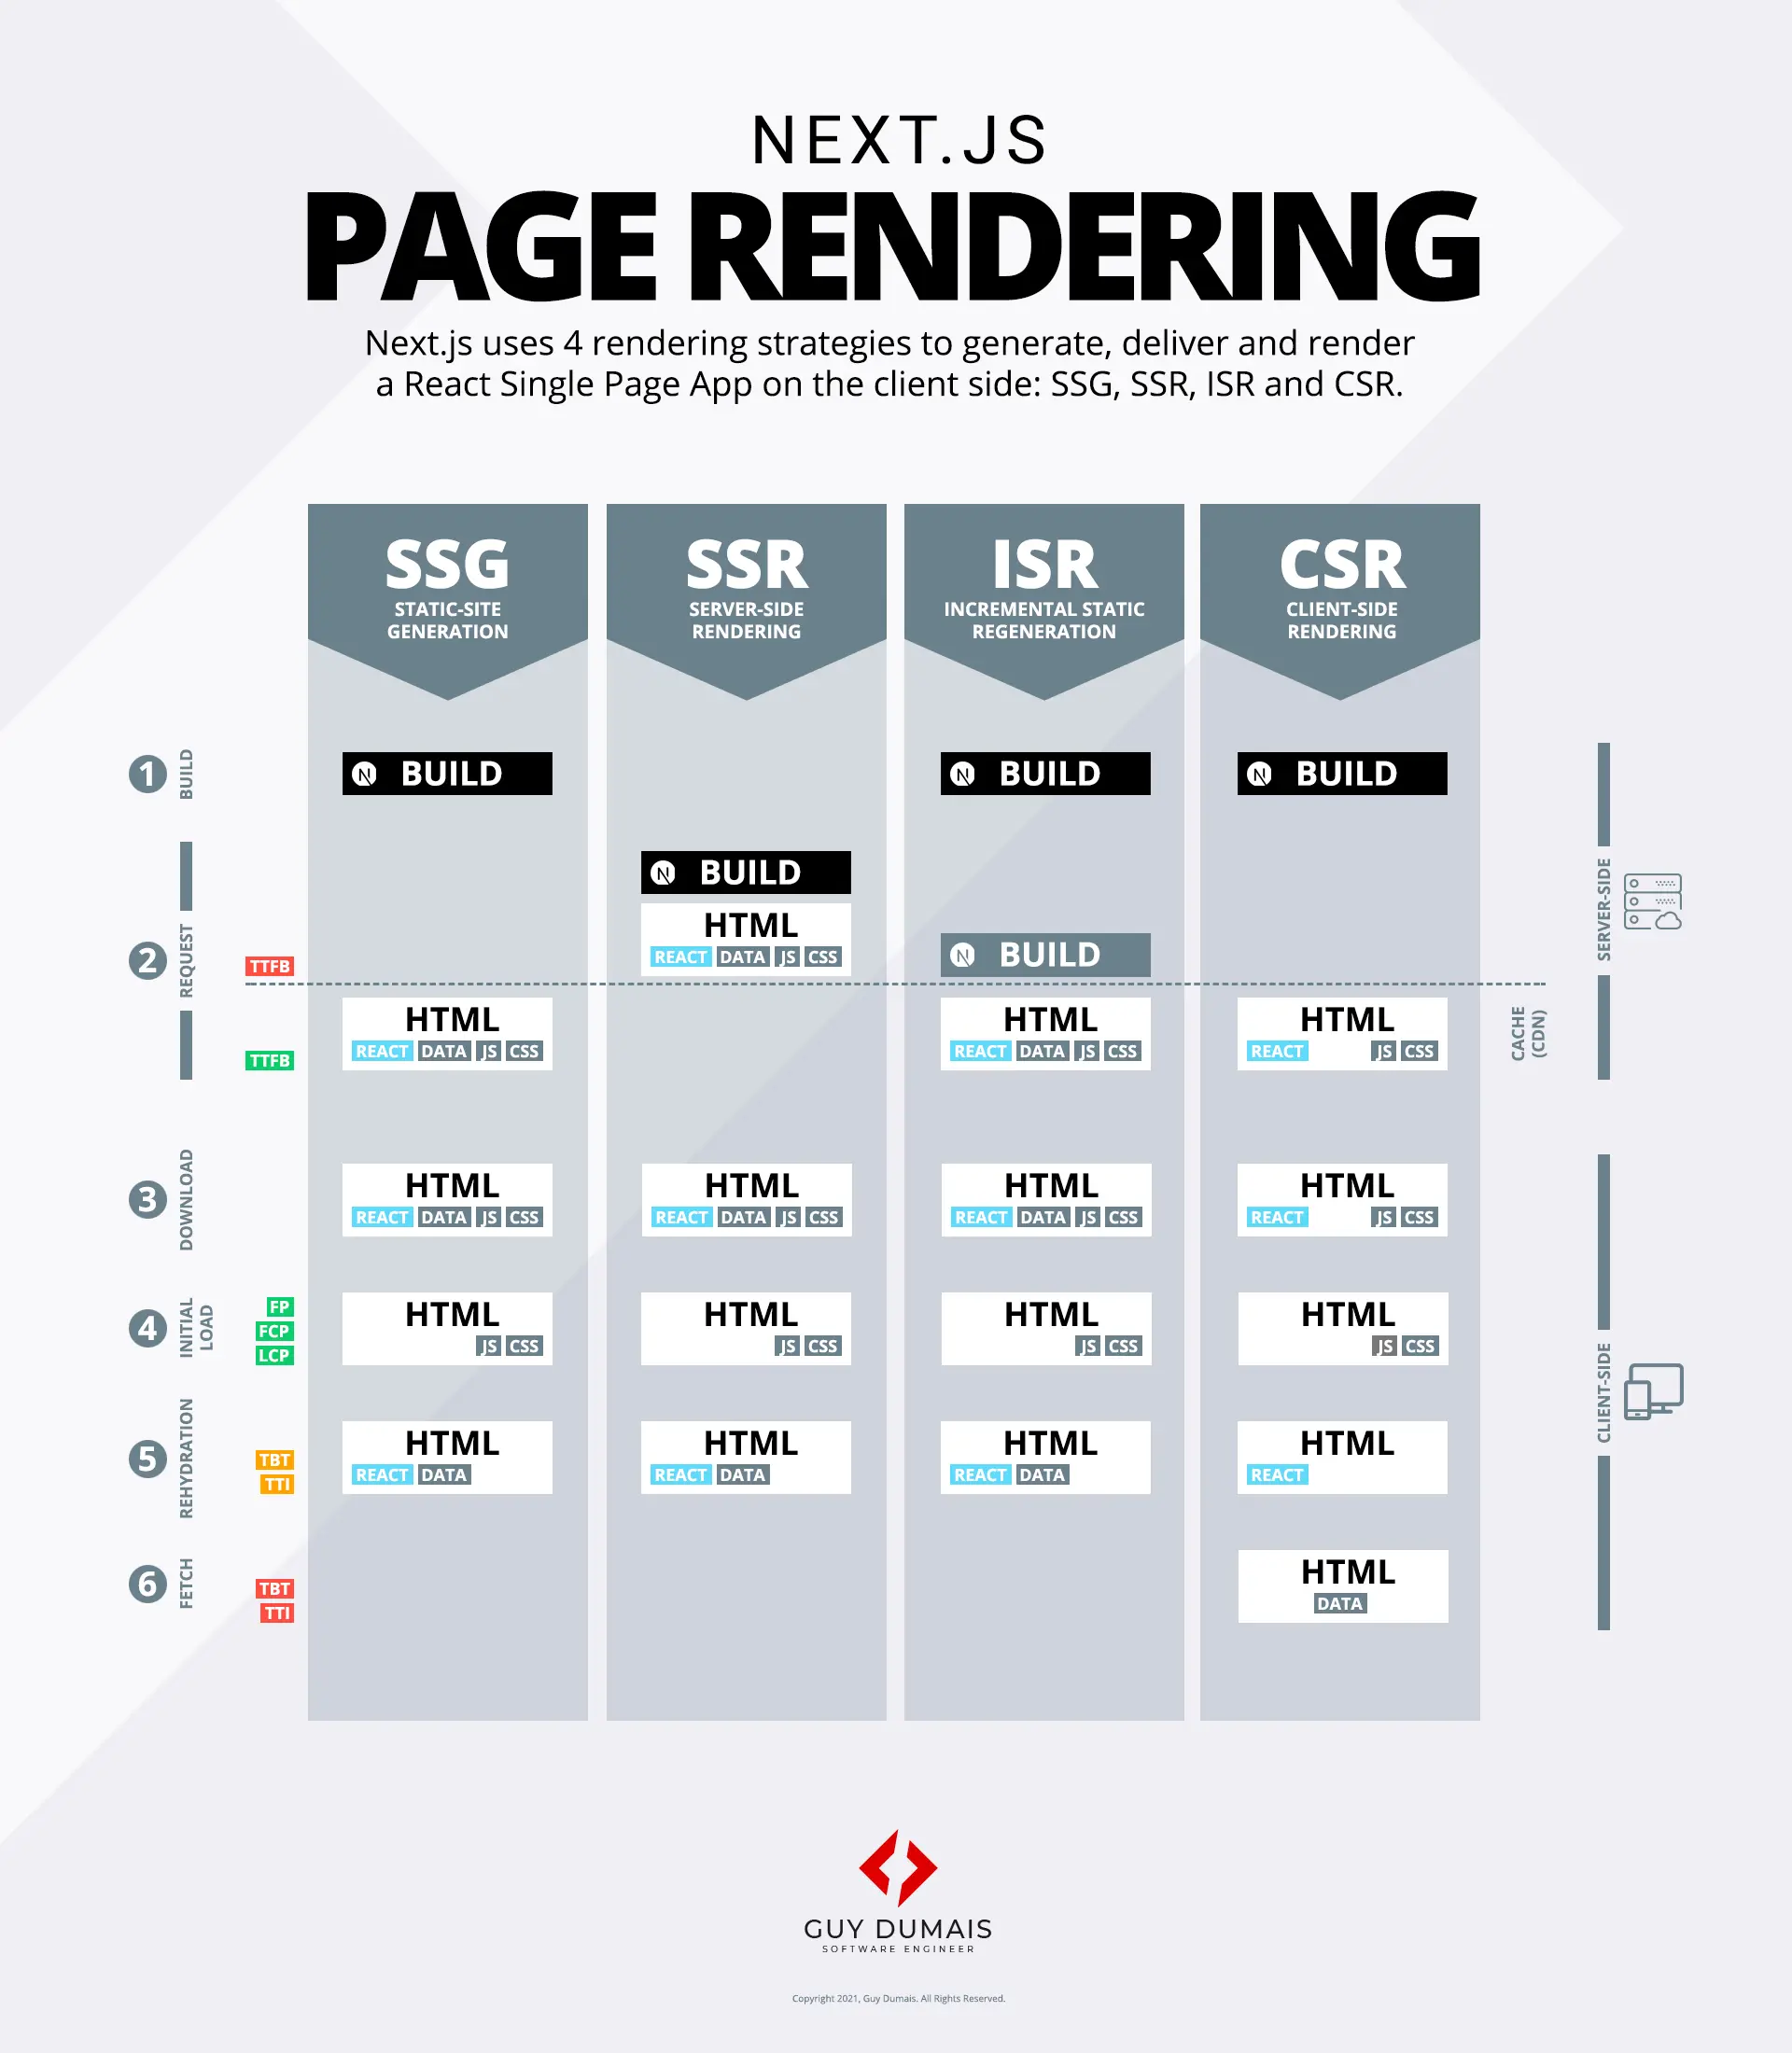 NEXT.JS
PAGE RENDERING
Next.js uses 4 rendering strategies to generate, deliver and render
a React Single Page App on the client side: SSG, SSR, ISR and CSR.
SSG
STATIC-SITE
GENERATION
SSR
SERVER-SIDE
RENDERING
ISR
INCREMENTAL STATIC
REGENERATION
CSR
CLIENT-SIDE
RENDERING
1 BUILD
N BUILD
N BUILD
N BUILD
N BUILD
HTML
REACT DATA JS CSS
N BUILD
2 REQUEST
TTFB
SERVER-SIDE
HTML
REACT DATA JS CSS
HTML
REACT DATA JS CSS
HTML
REACT JS CSS
TTFB
CACHE
(CDN)
3 DOWNLOAD
HTML
REACT DATA JS CSS
HTML
REACT DATA JS CSS
HTML
REACT DATA JS CSS
HTML
REACT JS CSS
4 INITIAL
LOAD
FP
FCP
LCP
HTML
JS CSS
HTML
JS CSS
HTML
JS CSS
HTML
JS CSS
CLIENT-SIDE
5 REHYDRATION
TBT
TTI
HTML
REACT DATA
HTML
REACT DATA
HTML
REACT DATA
HTML
REACT
6 FETCH
TBT
TTI
HTML
DATA
GUY DUMAIS
SOFTWARE ENGINEER
Copyright 2021, Guy Dumais. All Rights Reserved.